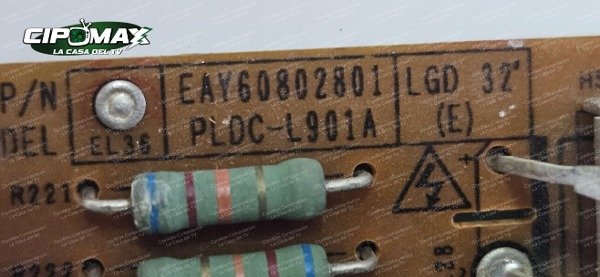 CIPOMAX
LA CASA DEL TV
P/N EAY60802801 LGD 32"
DEL PLDC-L901A (E)
EL36
R221